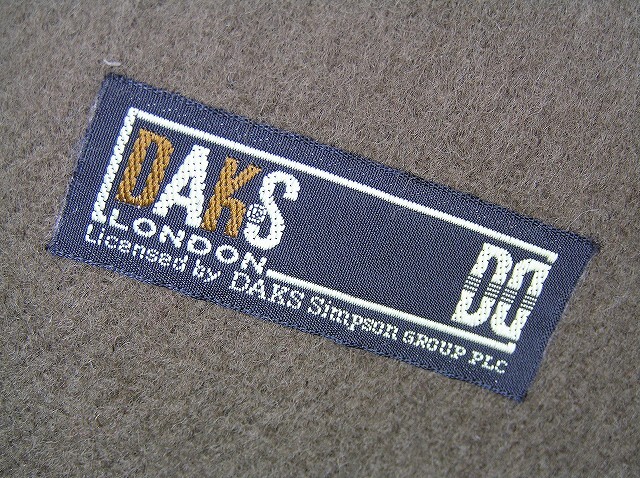 DAKS
LONDON
Licensed by DAKS Simpson GROUP PLC
DD